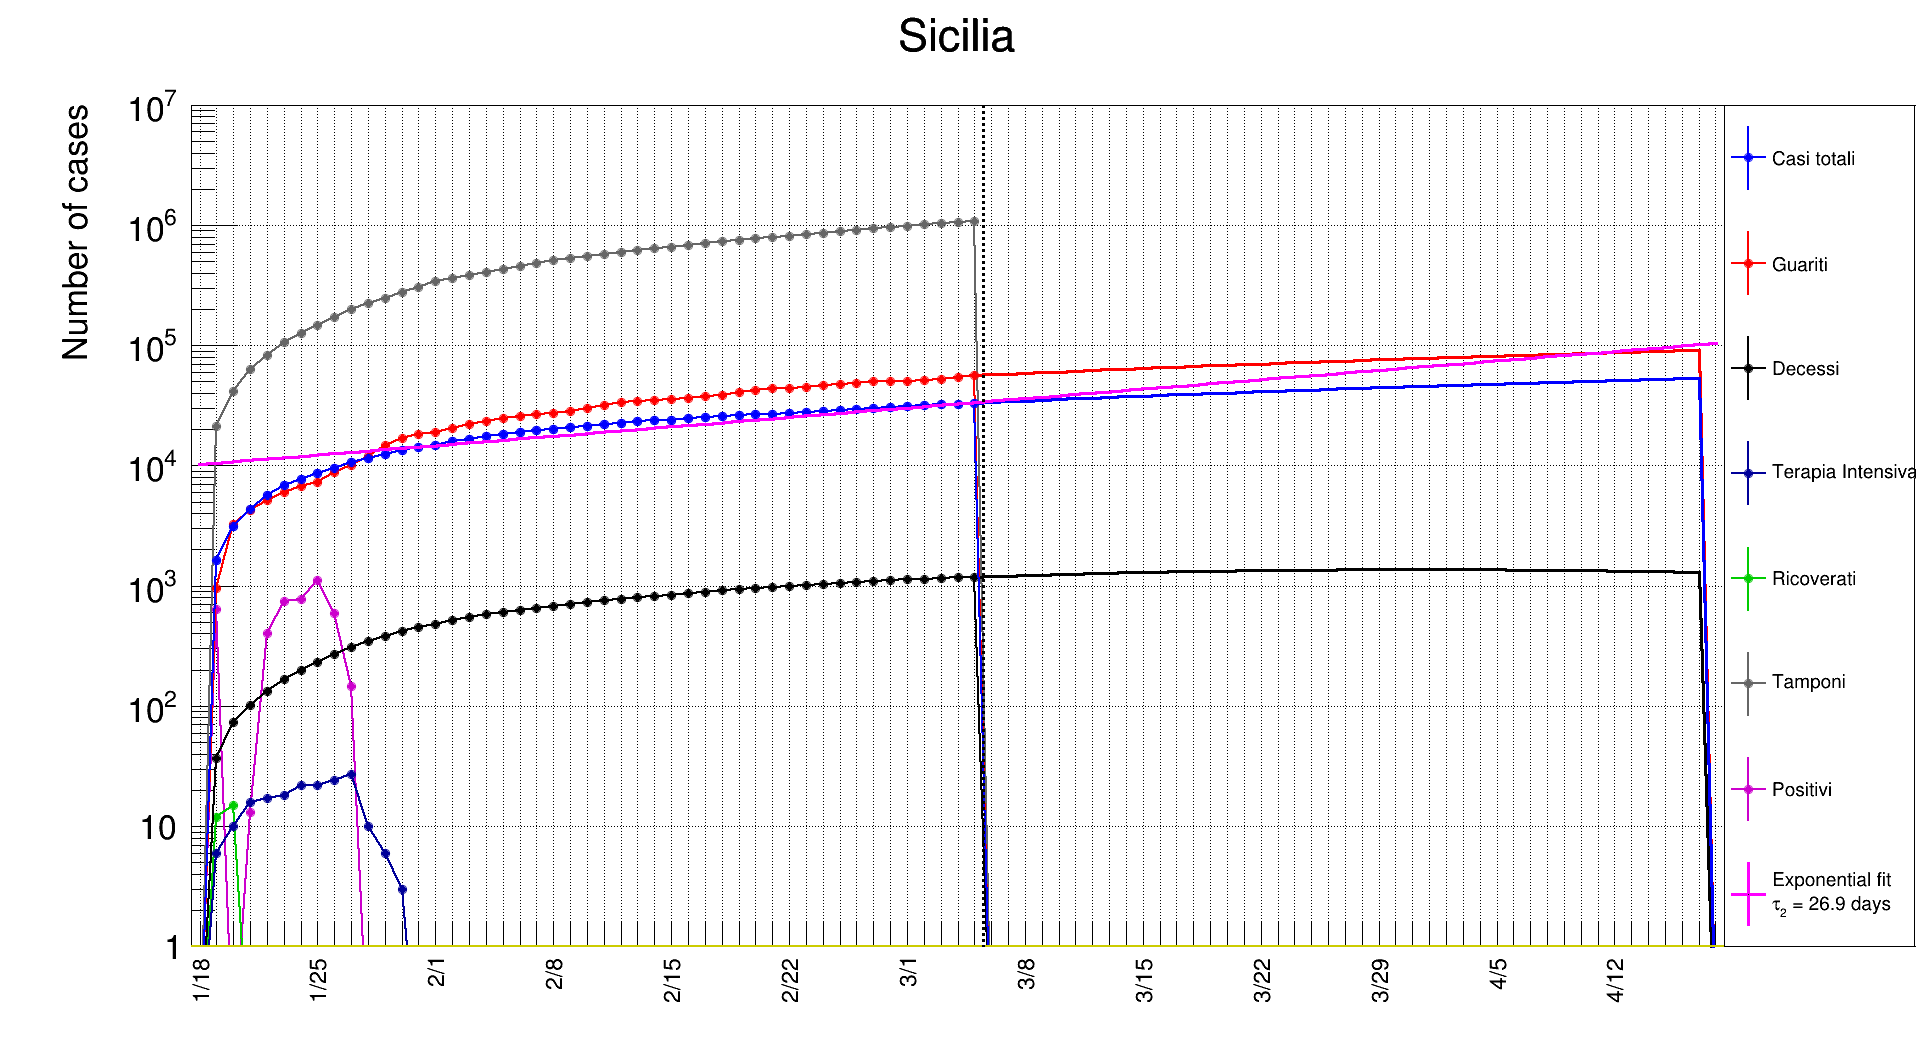 Sicilia
Number of cases
10^7
10^6
10^5
10^4
10^3
10^2
10
1
1/18
1/25
2/1
2/8
2/15
2/22
3/1
3/8
3/15
3/22
3/29
4/5
4/12
Casi totali
Guariti
Decessi
Terapia Intensiva
Ricoverati
Tamponi
Positivi
Exponential fit
τ₂ = 26.9 days